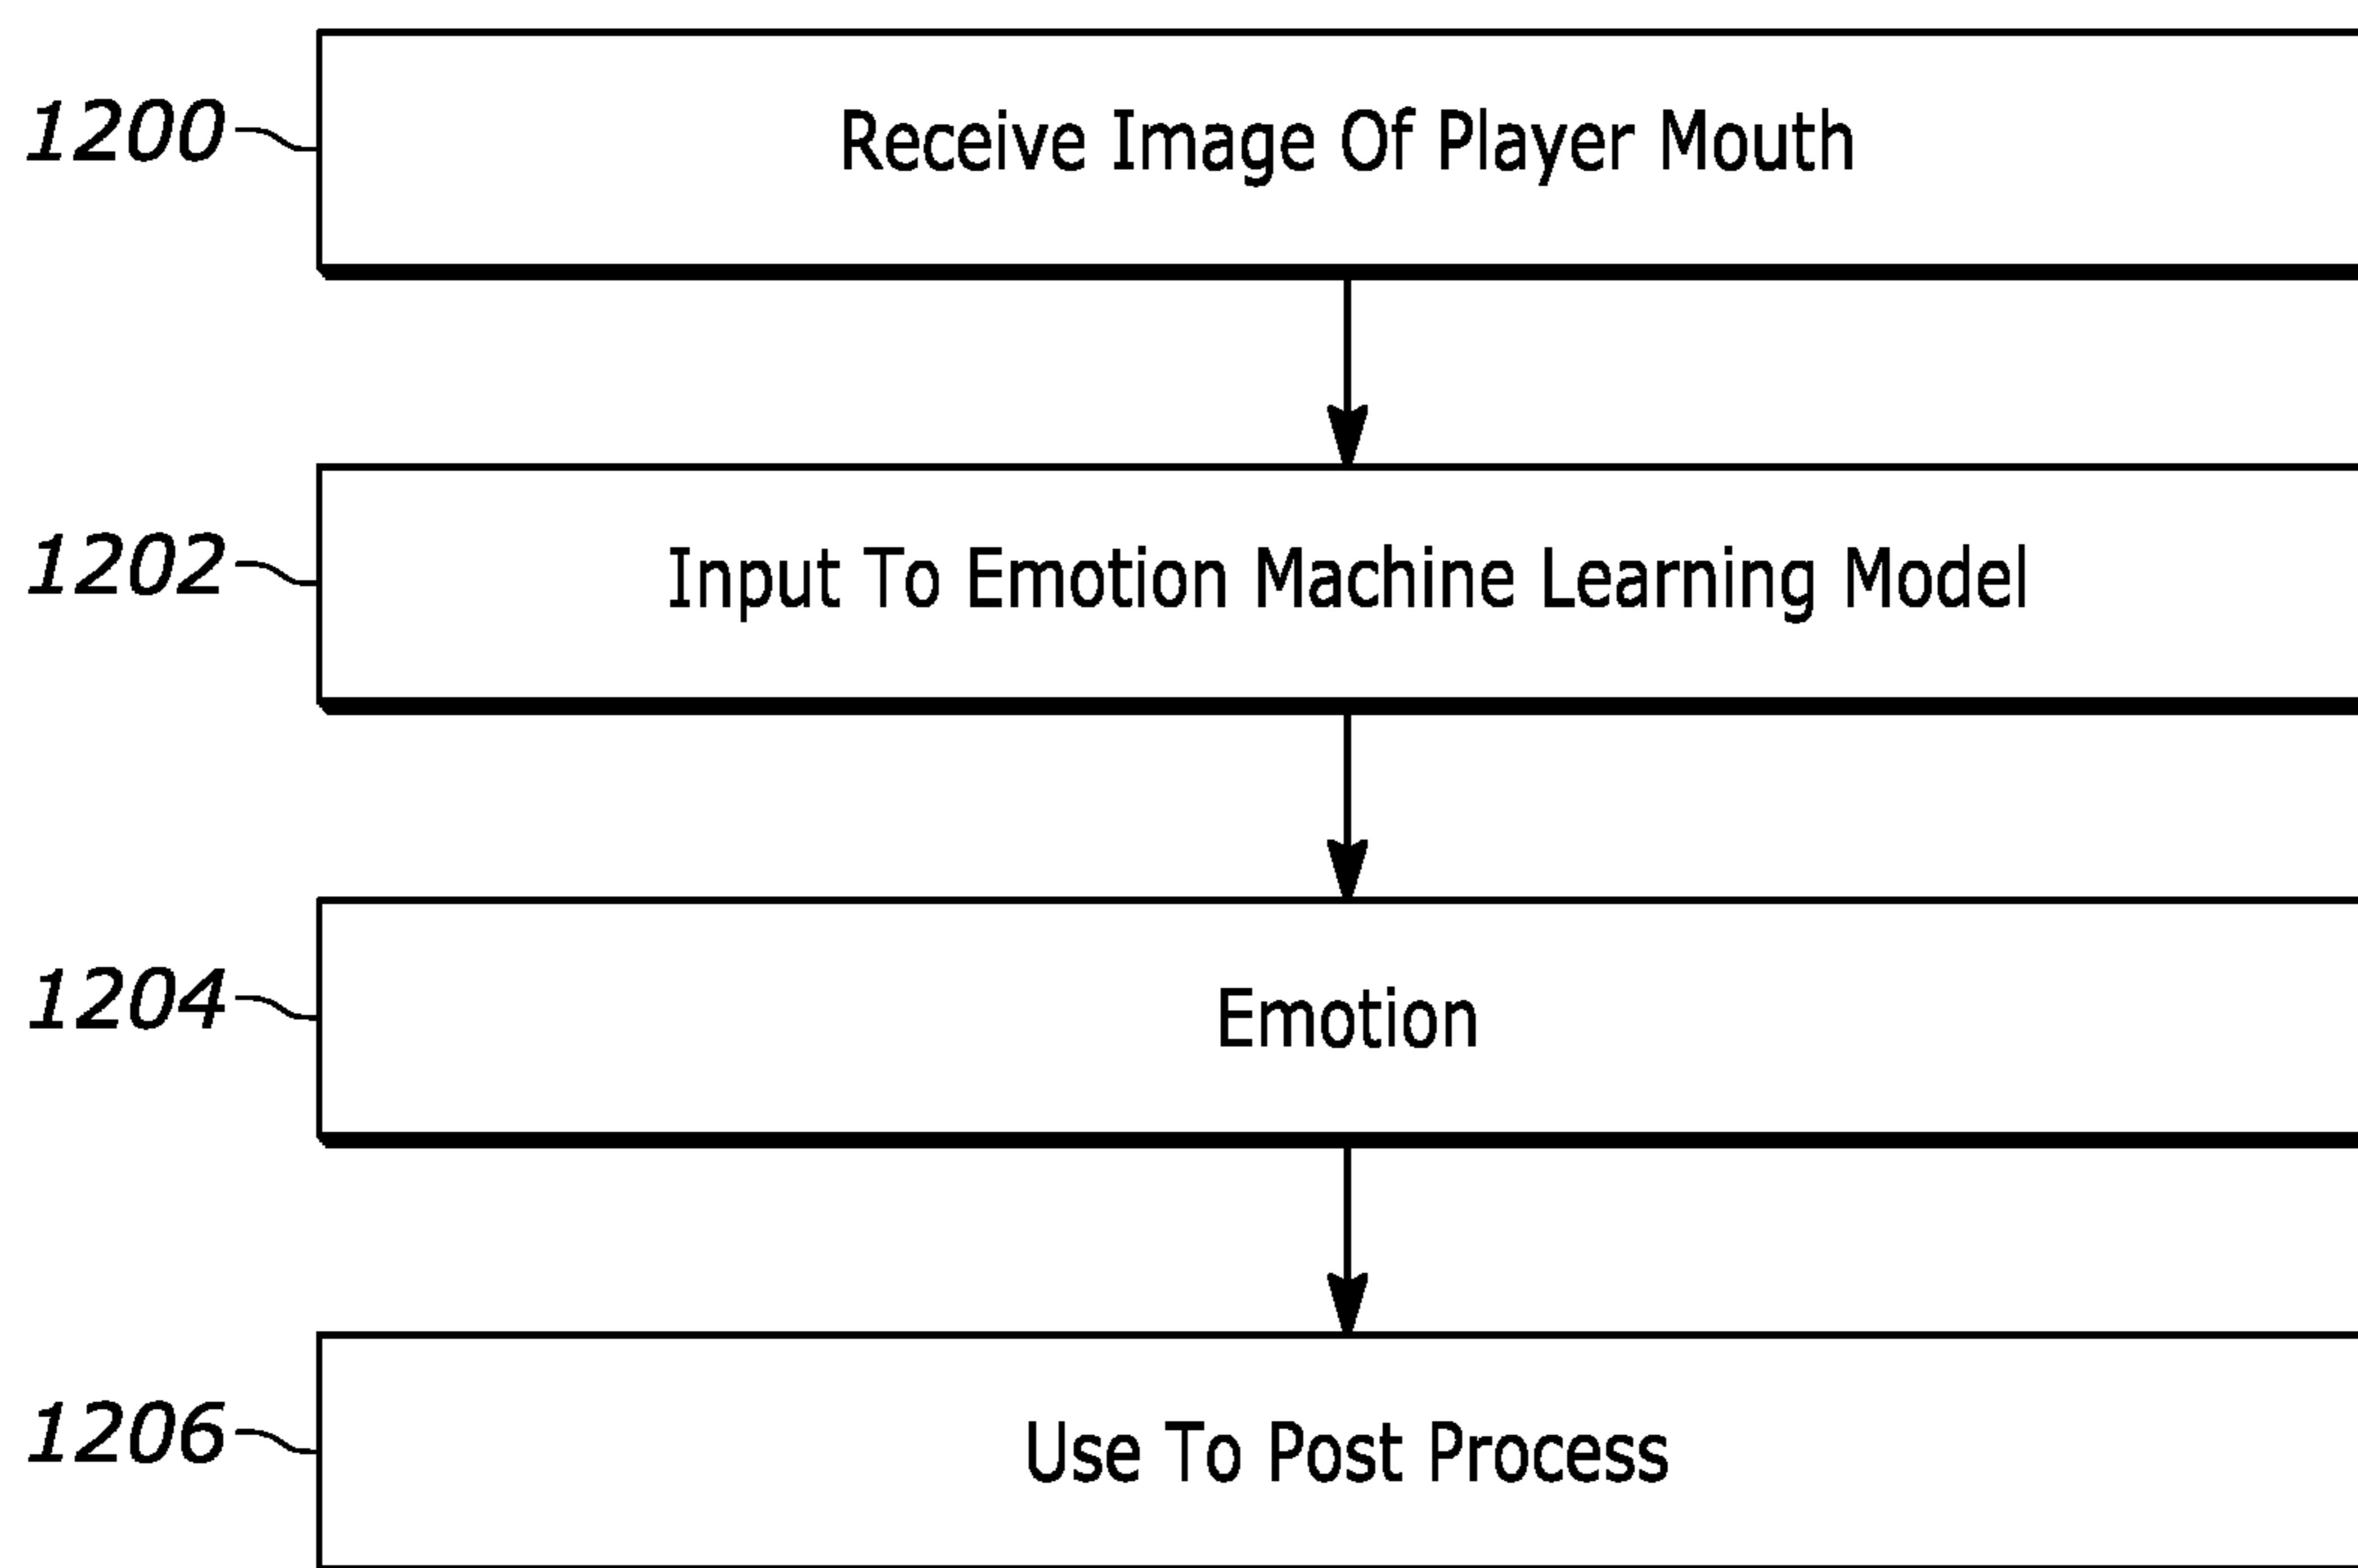 1200 Receive Image Of Player Mouth
1202 Input To Emotion Machine Learning Model
1204 Emotion
1206 Use To Post Process